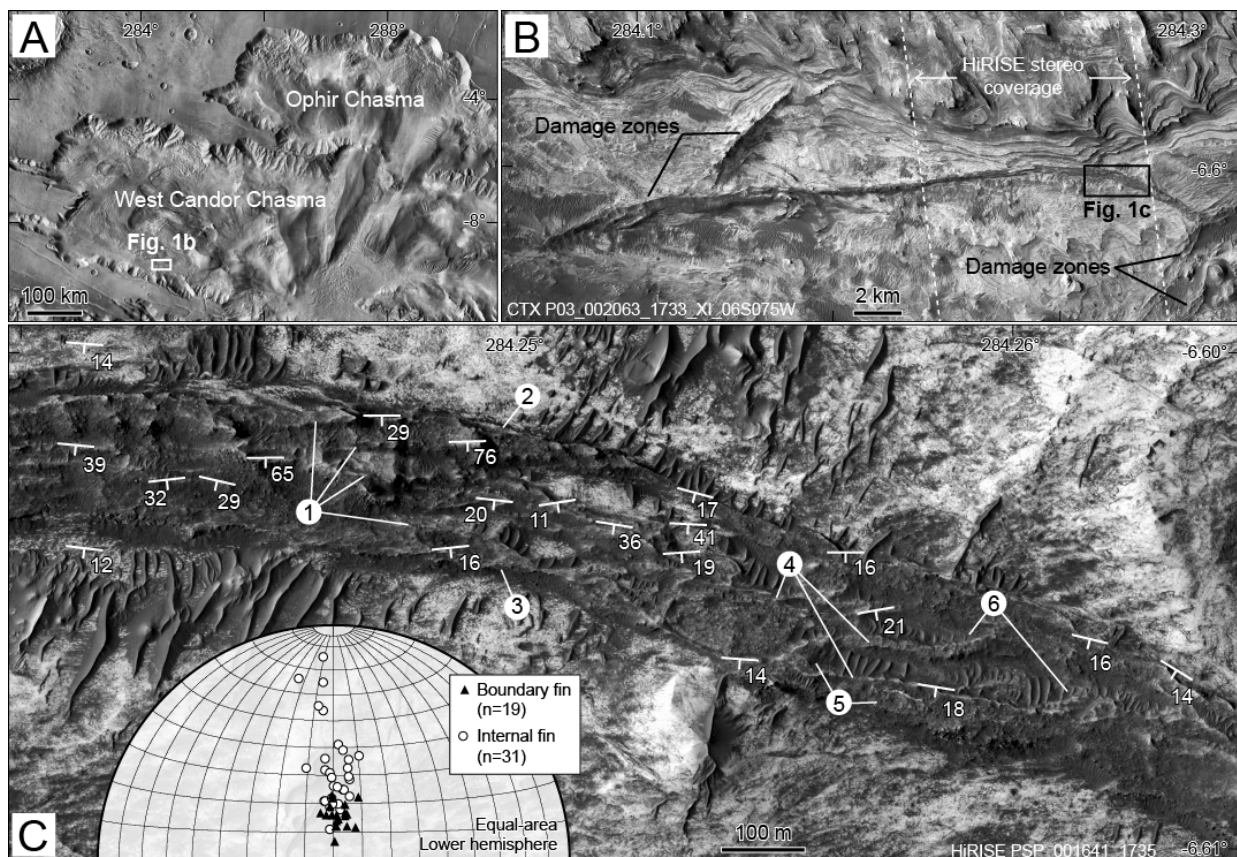 A
284°
288°
Ophir Chasma
-4°
West Candor Chasma
Fig. 1b
-8°
100 km
B
284.1°
284.3°
HiRISE stereo
coverage
Damage zones
-6.6°
Fig. 1c
Damage zones
2 km
CTX P03_002063_1733_XI_06S075W
14
284.25°
284.26°
-6.60°
2
29
39
65
76
32
29
1
20
11
17
36
41
12
16
19
16
4
3
6
21
16
14
14
5
18
Boundary fin
(n=19)
Internal fin
(n=31)
C
Equal-area
Lower hemisphere
100 m
HiRISE PSP_001641_1735
-6.61°